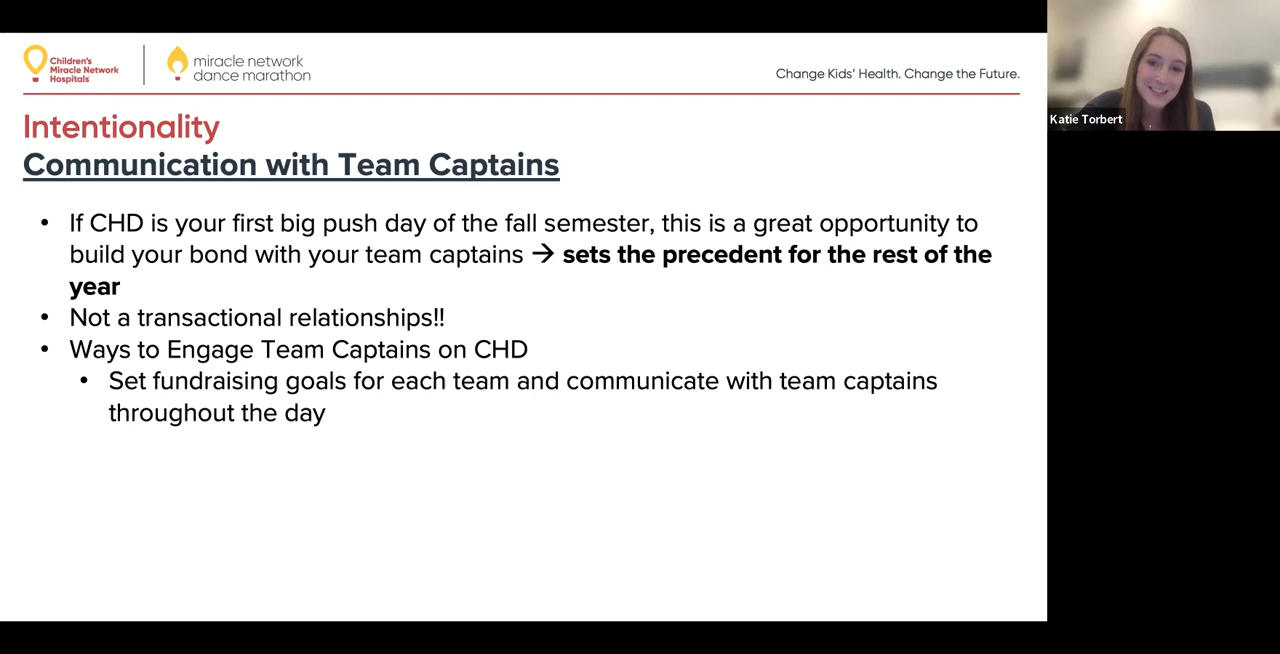 Children's
Miracle Network
Hospitals
miracle network
dance marathon
Change Kids' Health. Change the Future.
Katie Torbert
Intentionality
Communication with Team Captains
• If CHD is your first big push day of the fall semester, this is a great opportunity to
build your bond with your team captains → sets the precedent for the rest of the
year
• Not a transactional relationships!!
• Ways to Engage Team Captains on CHD
• Set fundraising goals for each team and communicate with team captains
throughout the day